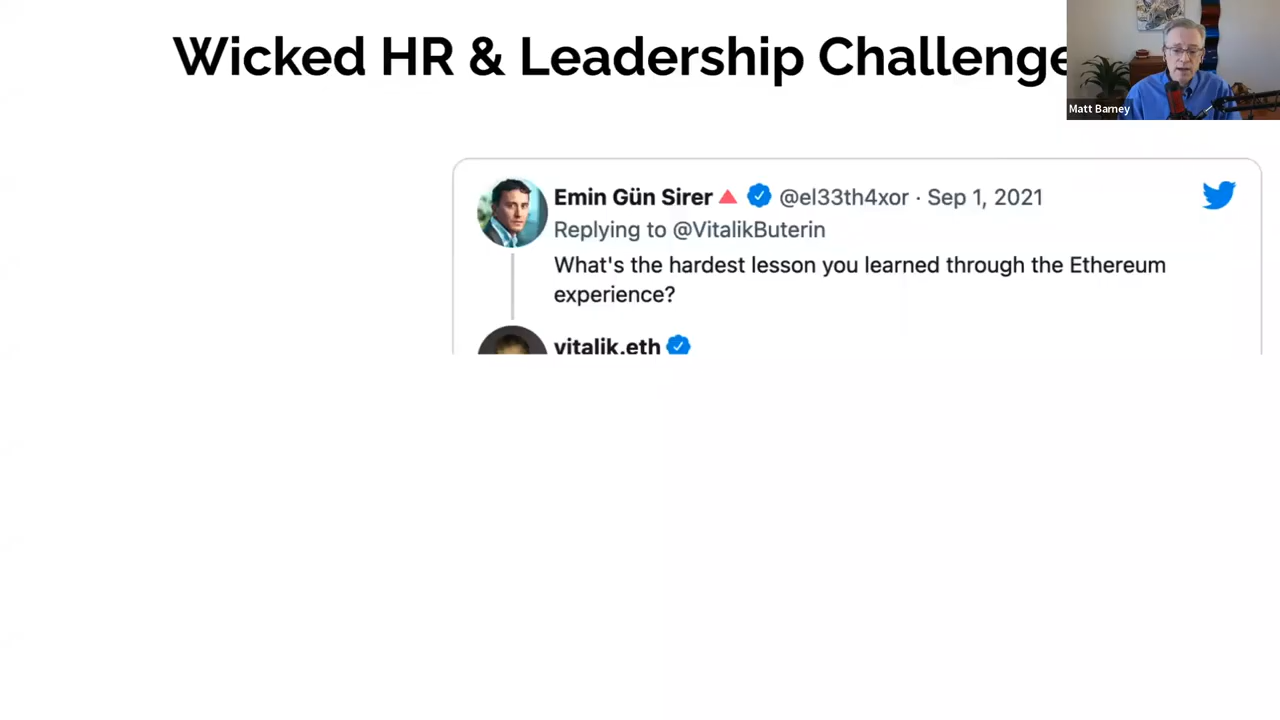 Wicked HR & Leadership Challenge
Matt Barney
Emin Gün Sirer 🔺 @el33th4xor · Sep 1, 2021
Replying to @VitalikButerin
What's the hardest lesson you learned through the Ethereum
experience?
vitalik.eth